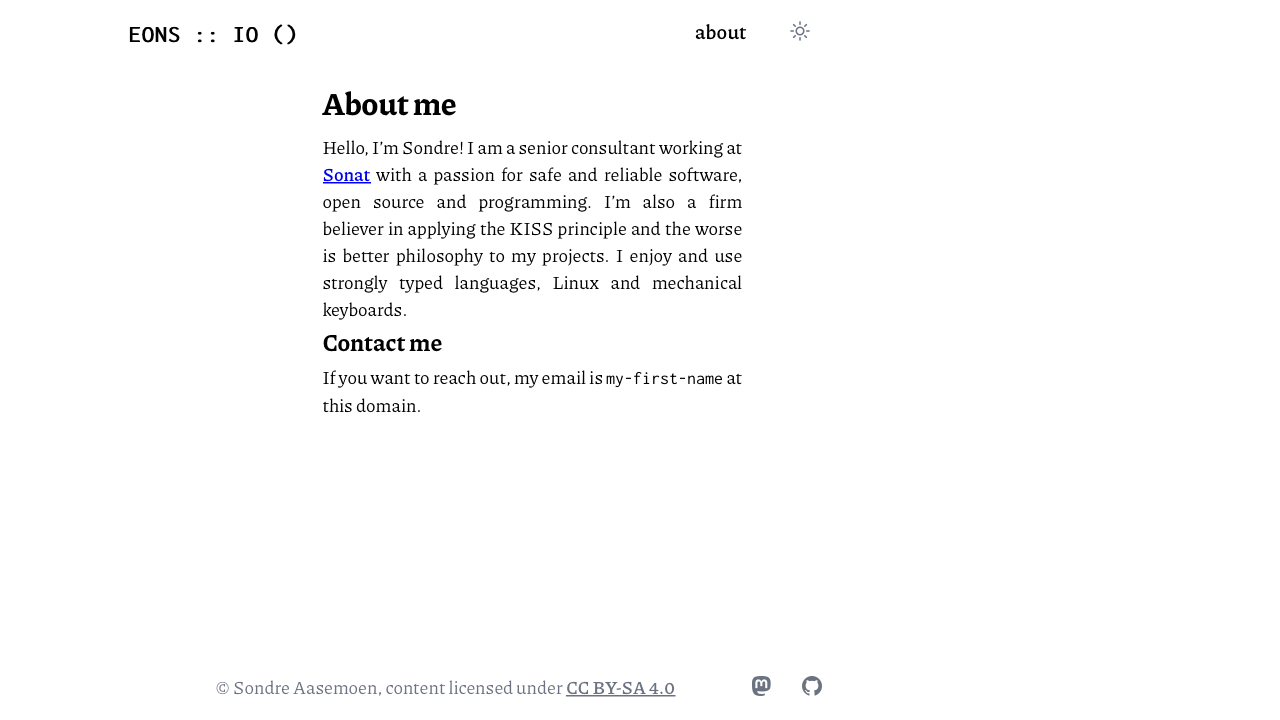 EONS :: IO ()
about
About me
Hello, I'm Sondre! I am a senior consultant working at
Sonat with a passion for safe and reliable software,
open source and programming. I'm also a firm
believer in applying the KISS principle and the worse
is better philosophy to my projects. I enjoy and use
strongly typed languages, Linux and mechanical
keyboards.
Contact me
If you want to reach out, my email is my-first-name at
this domain.
© Sondre Aasemoen, content licensed under CC BY-SA 4.0